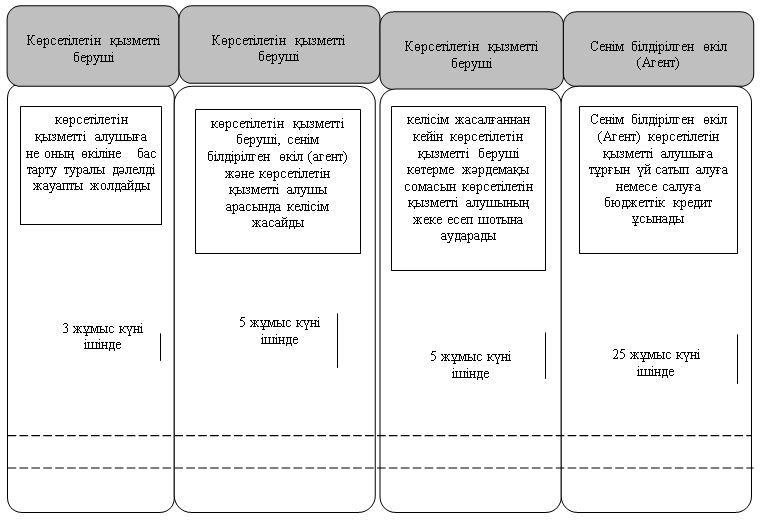 Көрсетілетін қызметті
беруші
көрсетілетін
қызметті алушыға
не оның өкіліне бас
тарту туралы дәлелді
жауапты жолдайды
3 жұмыс күні
ішінде
Көрсетілетін қызметті
беруші
көрсетілетін қызметті
беруші, сенім
білдірілген өкіл (агент)
және көрсетілетін
қызметті алушы
арасында келісім
жасайды
5 жұмыс күні
ішінде
Көрсетілетін қызметті
беруші
келісім жасалғаннан
кейін көрсетілетін
қызметті беруші
көтерме жәрдемақы
сомасын көрсетілетін
қызметті алушының
жеке есеп шотына
аударады
5 жұмыс күні
ішінде
Сенім білдірілген өкіл
(Агент)
Сенім білдірілген өкіл
(Агент) көрсетілетін
қызметті алушыға
тұрғын үй сатып алуға
немесе салуға
бюджеттік кредит
ұсынады
25 жұмыс күні
ішінде